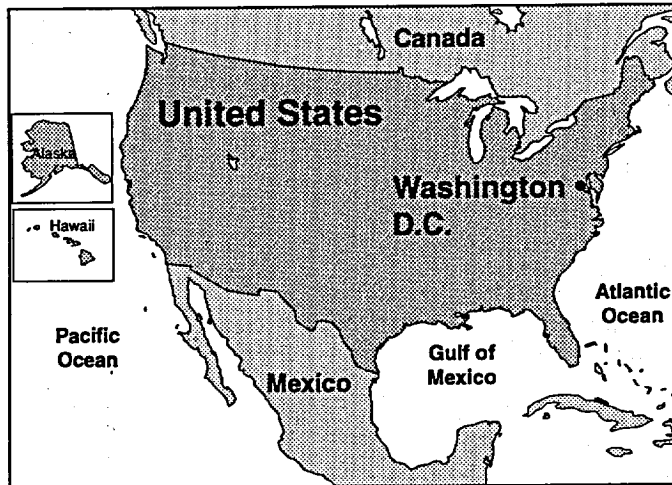 Canada
United States
Alaska
Washington
D.C.
Hawaii
Atlantic
Ocean
Pacific
Ocean
Gulf of
Mexico
Mexico